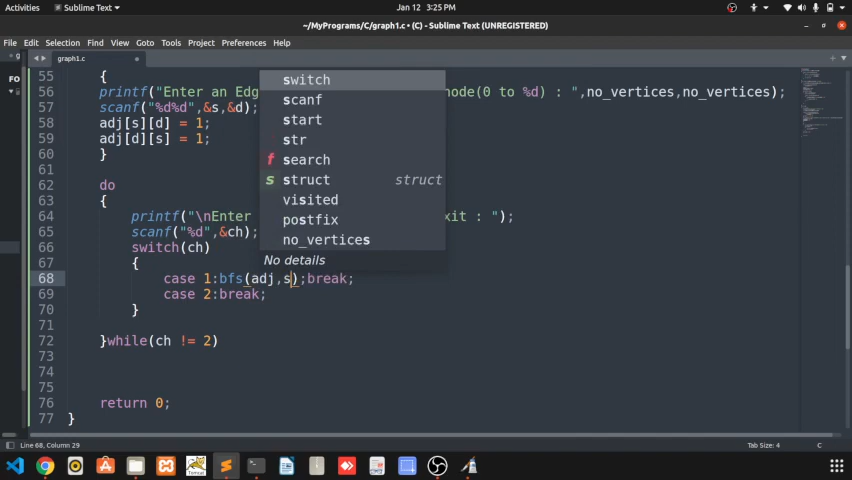 Activities Sublime Text Jan 12 3:25 PM
~/MyPrograms/C/graph1.c • (C) - Sublime Text (UNREGISTERED)
File Edit Selection Find View Goto Tools Project Preferences Help
graph1.c
FO
55 {
56 printf("Enter an Edg node(0 to %d) : ",no_vertices,no_vertices);
57 scanf("%d%d",&s,&d);
58 adj[s][d] = 1;
59 adj[d][s] = 1;
60 }
61
62 do
63 {
64 printf("\nEnter xit : ");
65 scanf("%d",&ch);
66 switch(ch)
67 {
68 case 1:bfs(adj,s);break;
69 case 2:break;
70 }
71
72 }while(ch != 2)
73
74
75
76 return 0;
77 }
switch
scanf
start
str
f search
s struct struct
visited
postfix
no_vertices
No details
Line 68, Column 29 Tab Size: 4 C